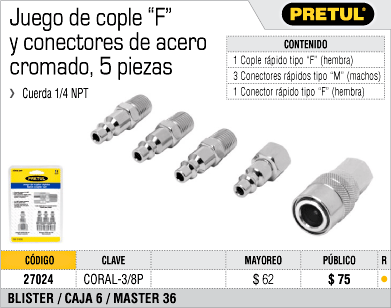 Juego de cople “F”
y conectores de acero
cromado, 5 piezas
❯ Cuerda 1/4 NPT
PRETUL®
CONTENIDO
1 Cople rápido tipo “F” (hembra)
3 Conectores rápidos tipo “M” (machos)
1 Conector rápido tipo “F” (hembra)
PRETUL
CÓDIGO CLAVE MAYOREO PÚBLICO R
27024 CORAL-3/8P $ 62 $ 75
BLISTER / CAJA 6 / MASTER 36